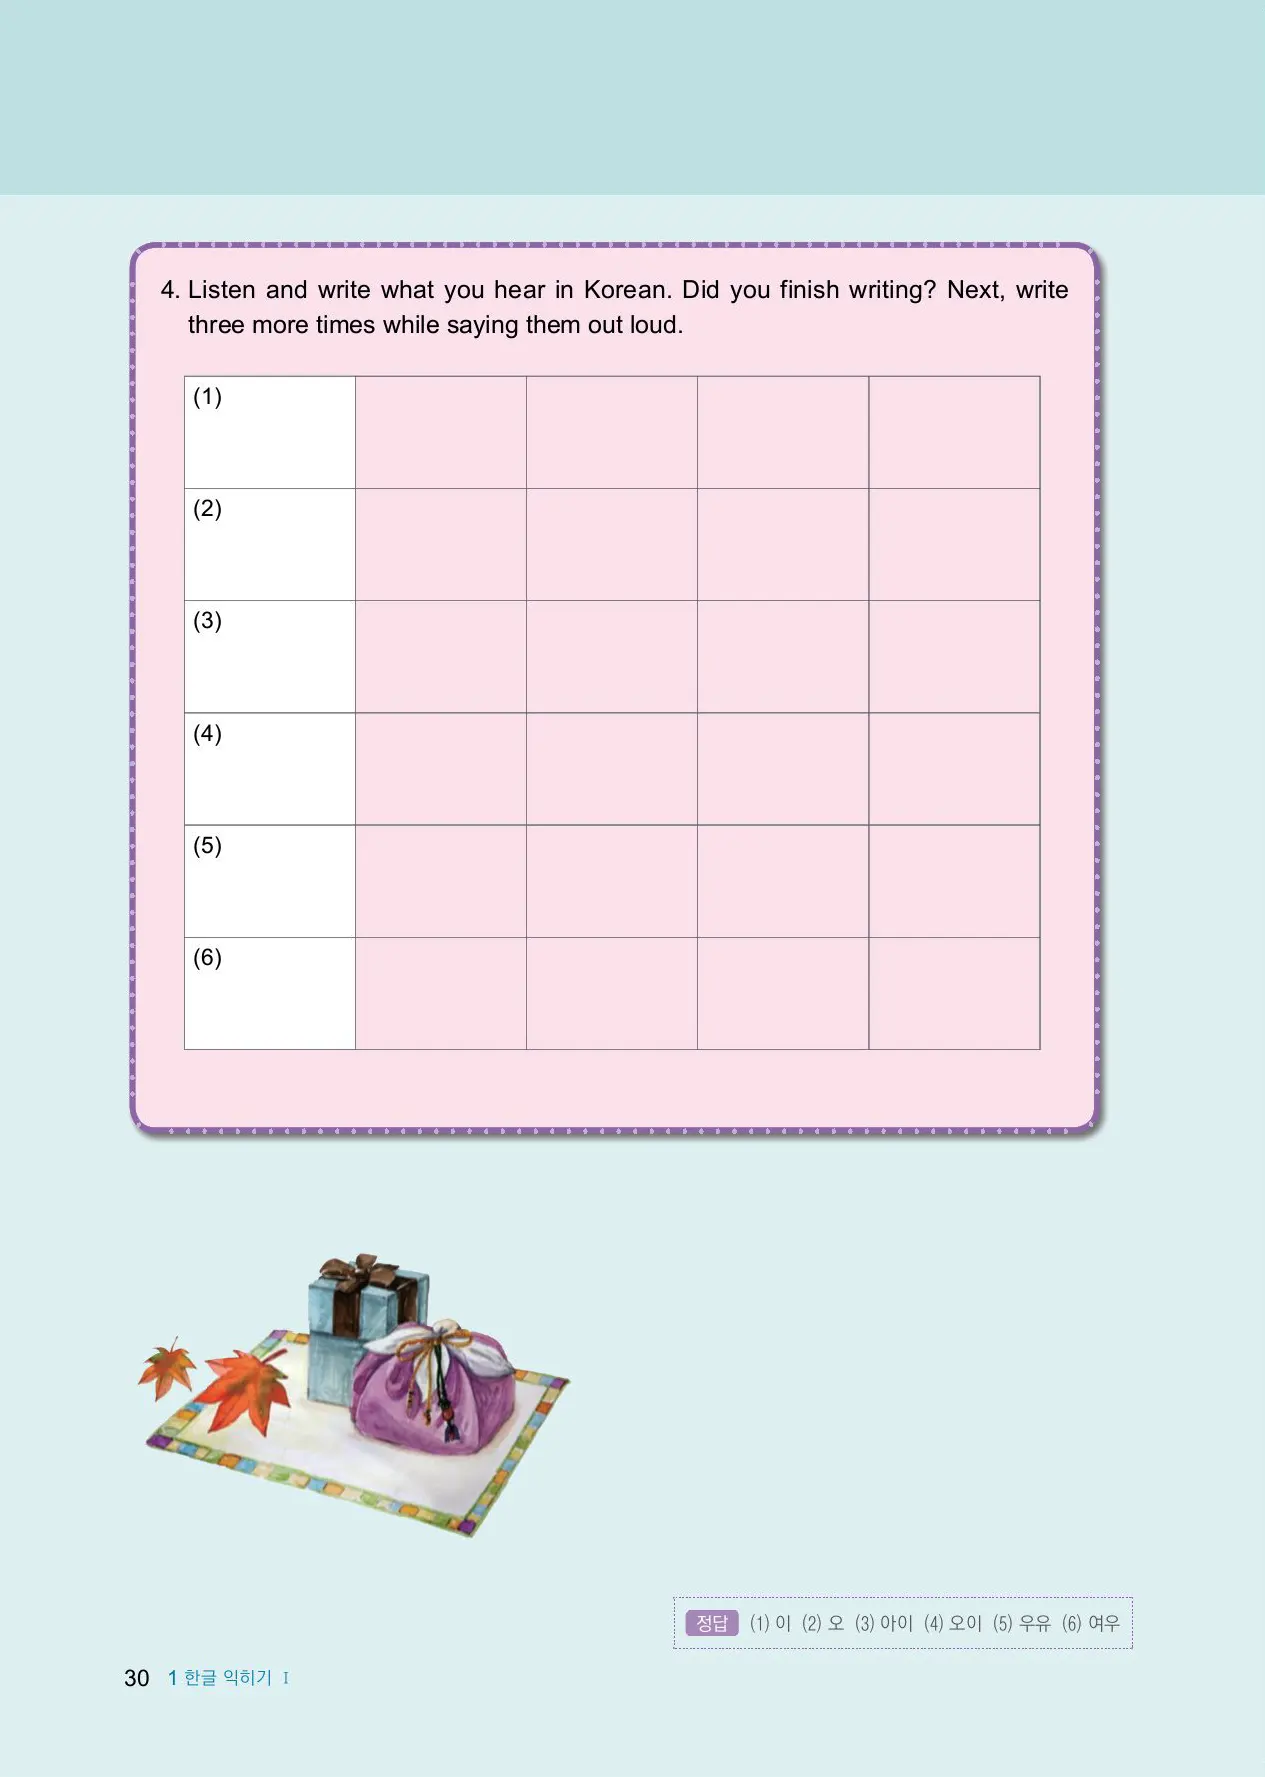 4. Listen and write what you hear in Korean. Did you finish writing? Next, write
three more times while saying them out loud.
(1)
(2)
(3)
(4)
(5)
(6)
정답 (1) 이 (2) 오 (3) 아이 (4) 오이 (5) 우유 (6) 여우
30 1 한글 익히기 I